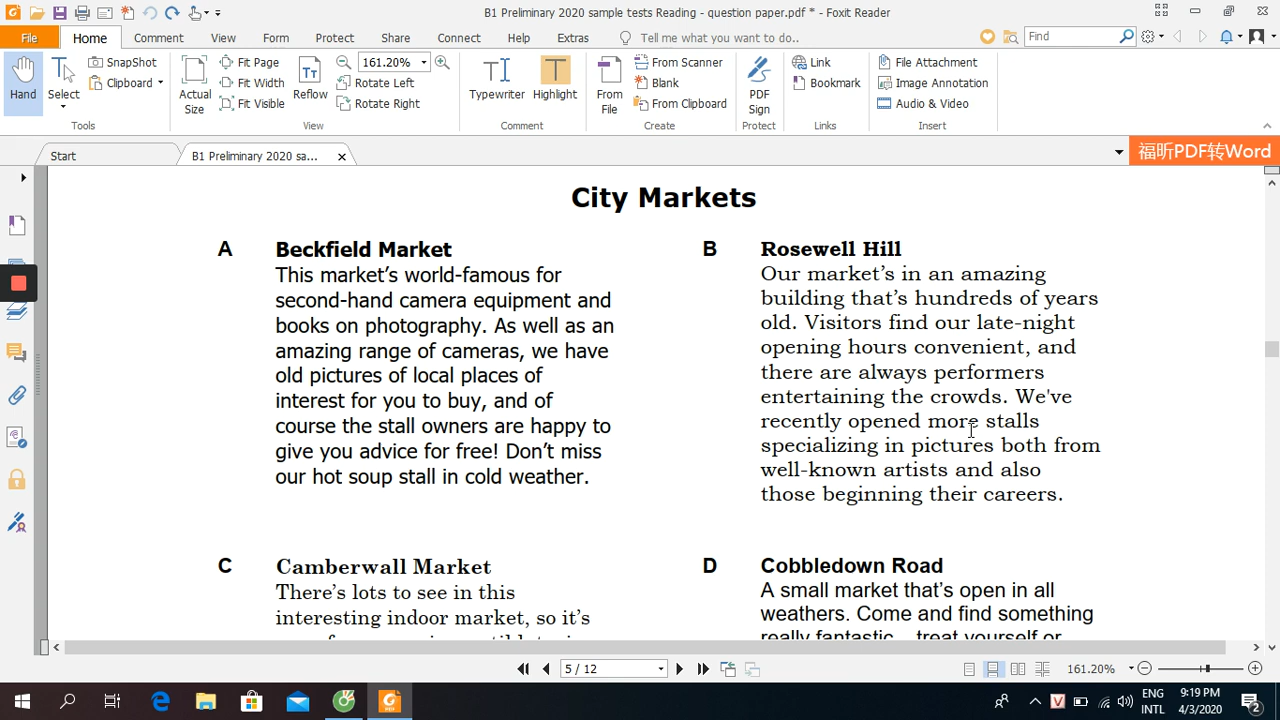 B1 Preliminary 2020 sample tests Reading - question paper.pdf * - Foxit Reader
File Home Comment View Form Protect Share Connect Help Extras Tell me what you want to do.. Find
Hand
Select
SnapShot
Clipboard
Actual Size
Fit Page
Fit Width
Fit Visible
Reflow
161.20%
Rotate Left
Rotate Right
Typewriter
Highlight
From File
From Scanner
Blank
From Clipboard
PDF Sign
Link
Bookmark
File Attachment
Image Annotation
Audio & Video
Tools View Comment Create Protect Links Insert
Start B1 Preliminary 2020 sa... 福昕PDF转Word
City Markets
A Beckfield Market
This market’s world-famous for
second-hand camera equipment and
books on photography. As well as an
amazing range of cameras, we have
old pictures of local places of
interest for you to buy, and of
course the stall owners are happy to
give you advice for free! Don’t miss
our hot soup stall in cold weather.
B Rosewell Hill
Our market’s in an amazing
building that’s hundreds of years
old. Visitors find our late-night
opening hours convenient, and
there are always performers
entertaining the crowds. We've
recently opened more stalls
specializing in pictures both from
well-known artists and also
those beginning their careers.
C Camberwall Market
There’s lots to see in this
interesting indoor market, so it’s
D Cobbledown Road
A small market that’s open in all
weathers. Come and find something
really fantastic – treat yourself or
5 / 12 161.20%
ENG INTL
9:19 PM
4/3/2020
2